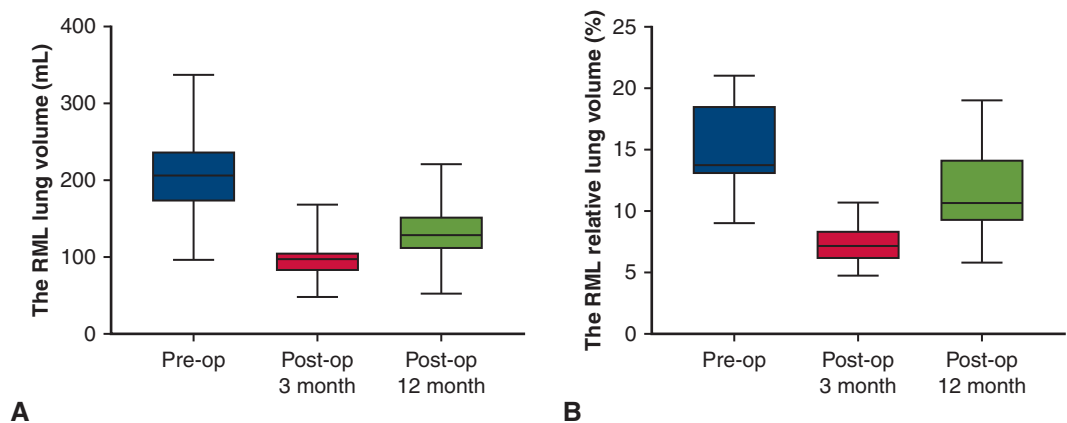 The RML lung volume (mL)
400
300
200
100
0
Pre-op
Post-op
3 month
Post-op
12 month
A
The RML relative lung volume (%)
25
20
15
10
5
0
Pre-op
Post-op
3 month
Post-op
12 month
B